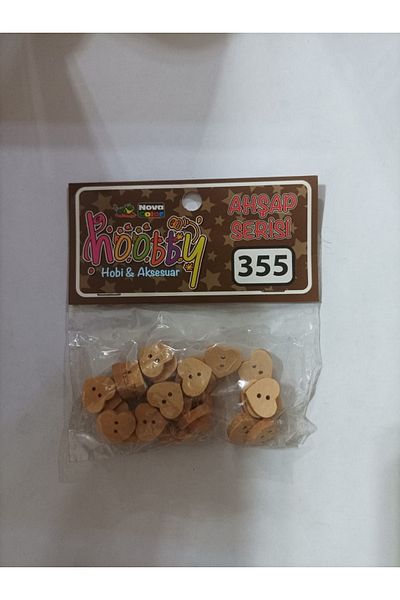 Nova
Color
hoobby
Hobi & Aksesuar
AHŞAP
SERİSİ
355